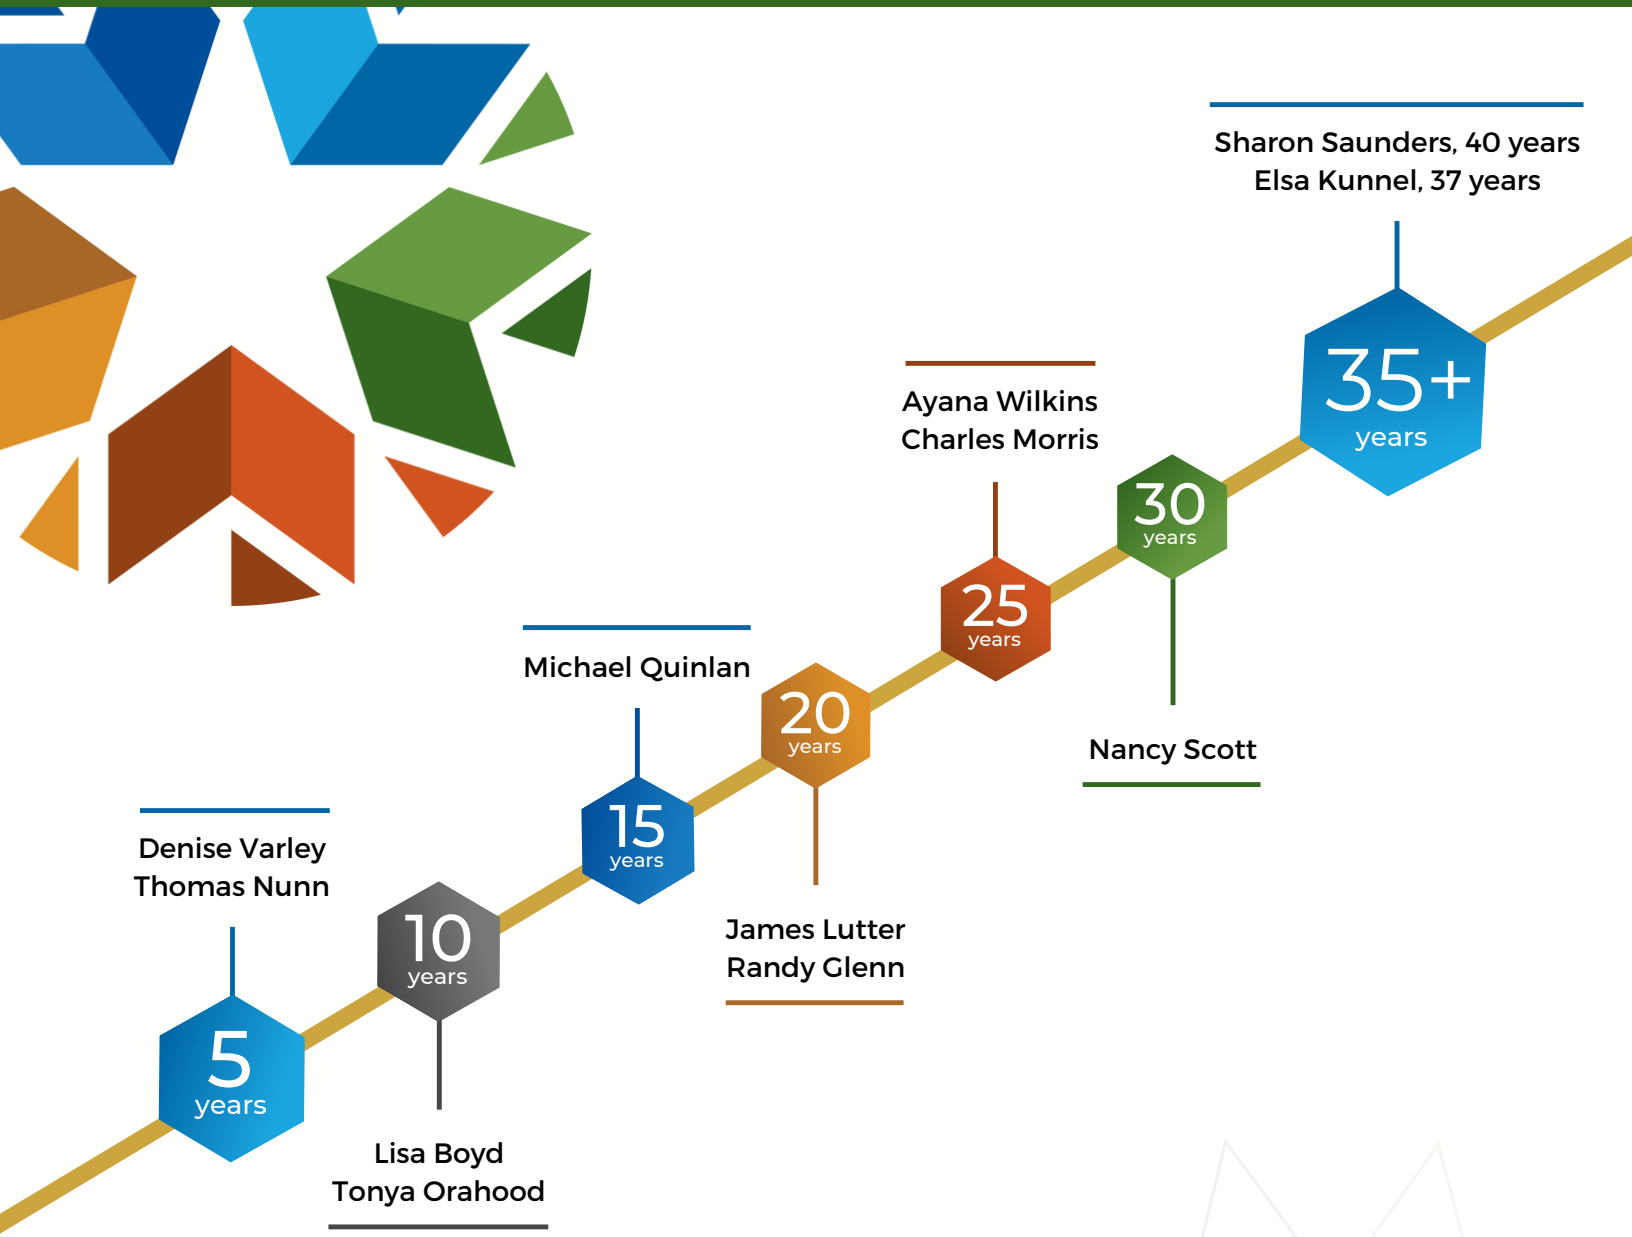 Sharon Saunders, 40 years
Elsa Kunnel, 37 years
35+
years
Ayana Wilkins
Charles Morris
30
years
25
years
Michael Quinlan
20
years
Nancy Scott
15
years
Denise Varley
Thomas Nunn
10
years
James Lutter
Randy Glenn
5
years
Lisa Boyd
Tonya Orahood